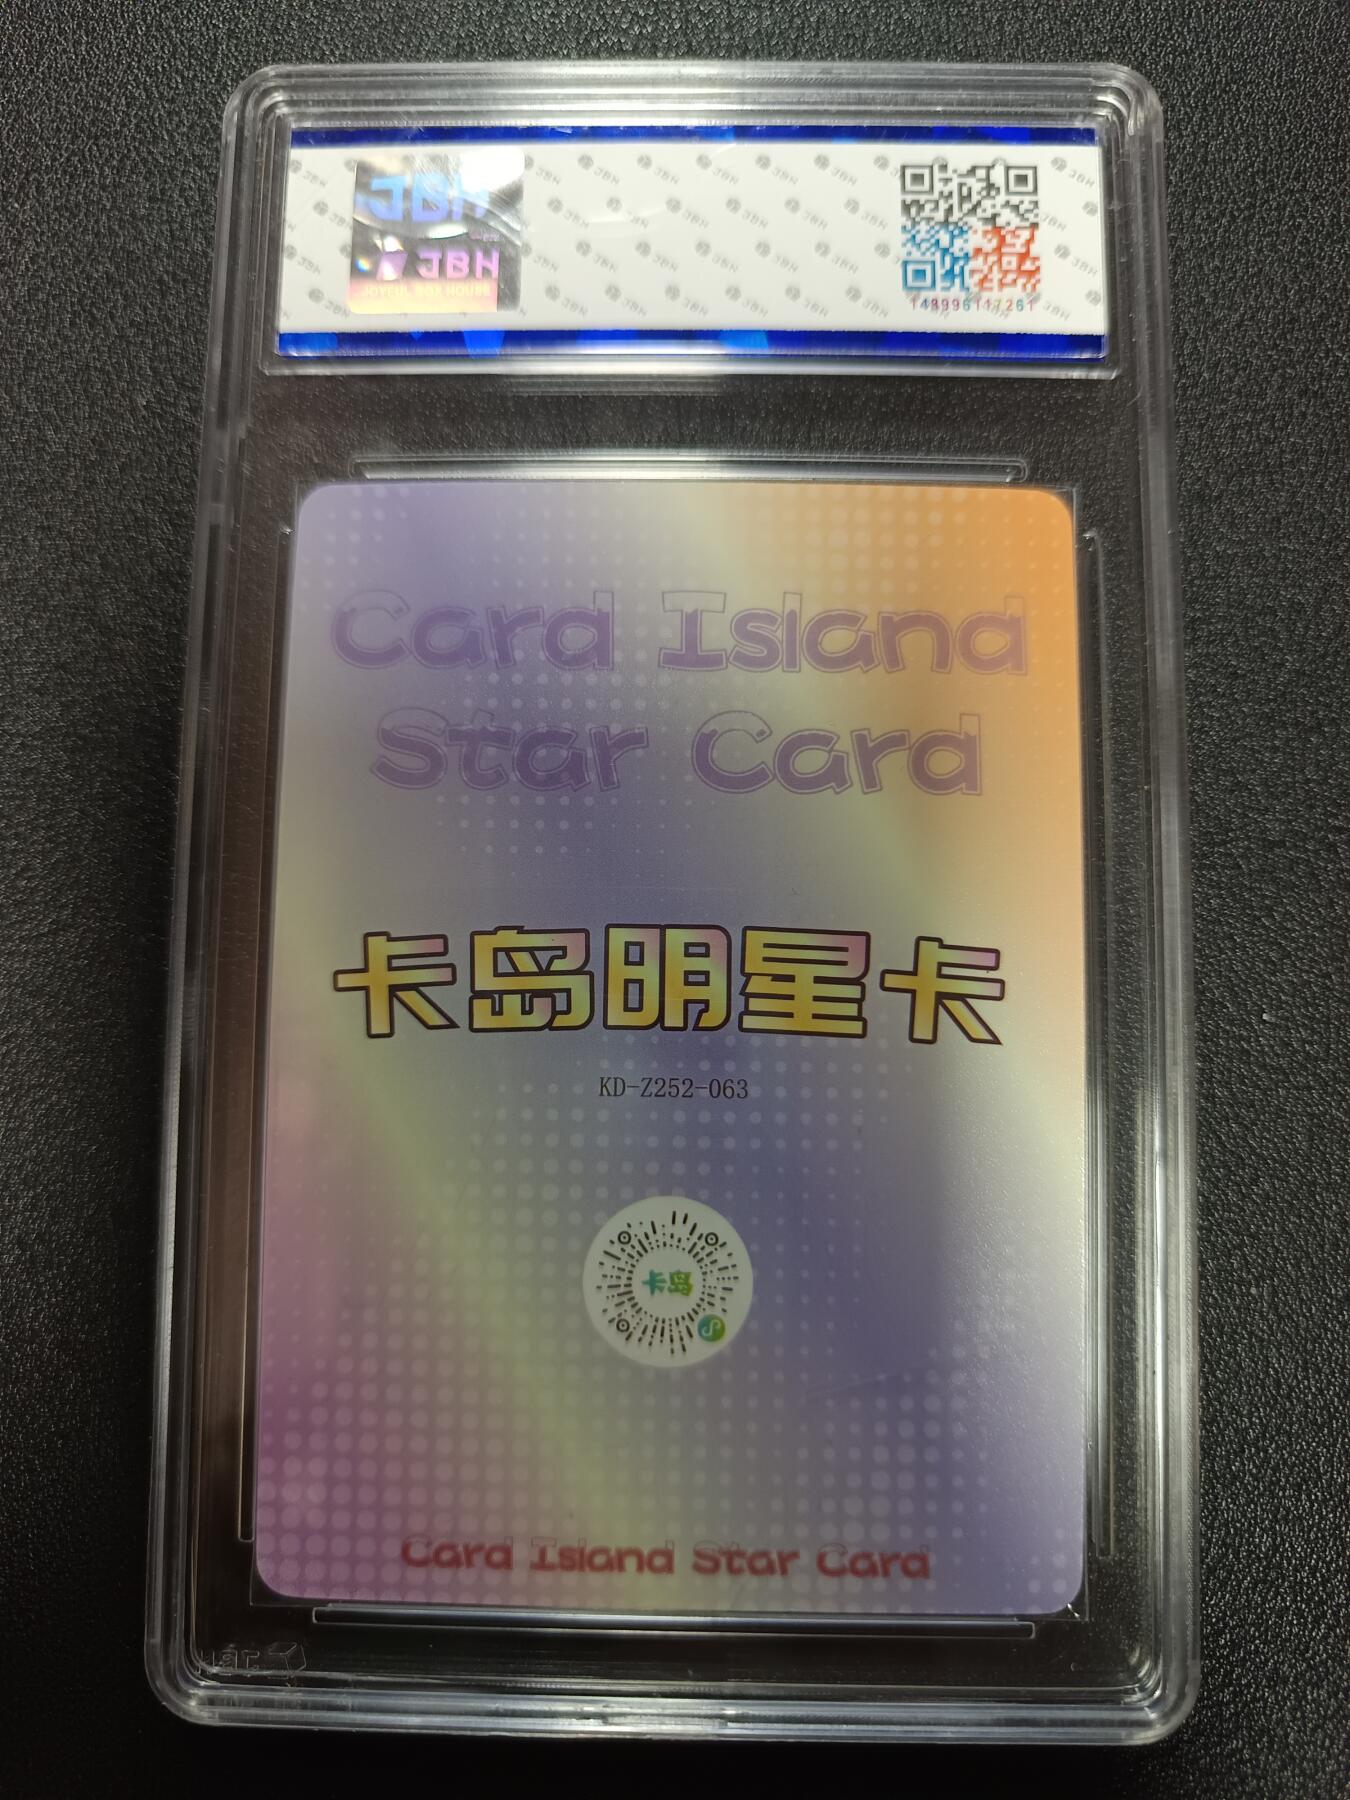 JBH
JBH
JOYFUL BOX HOUSE
148996117261
Card Island
Star Card
卡岛明星卡
KD-Z252-063
卡岛
Card Island Star Card